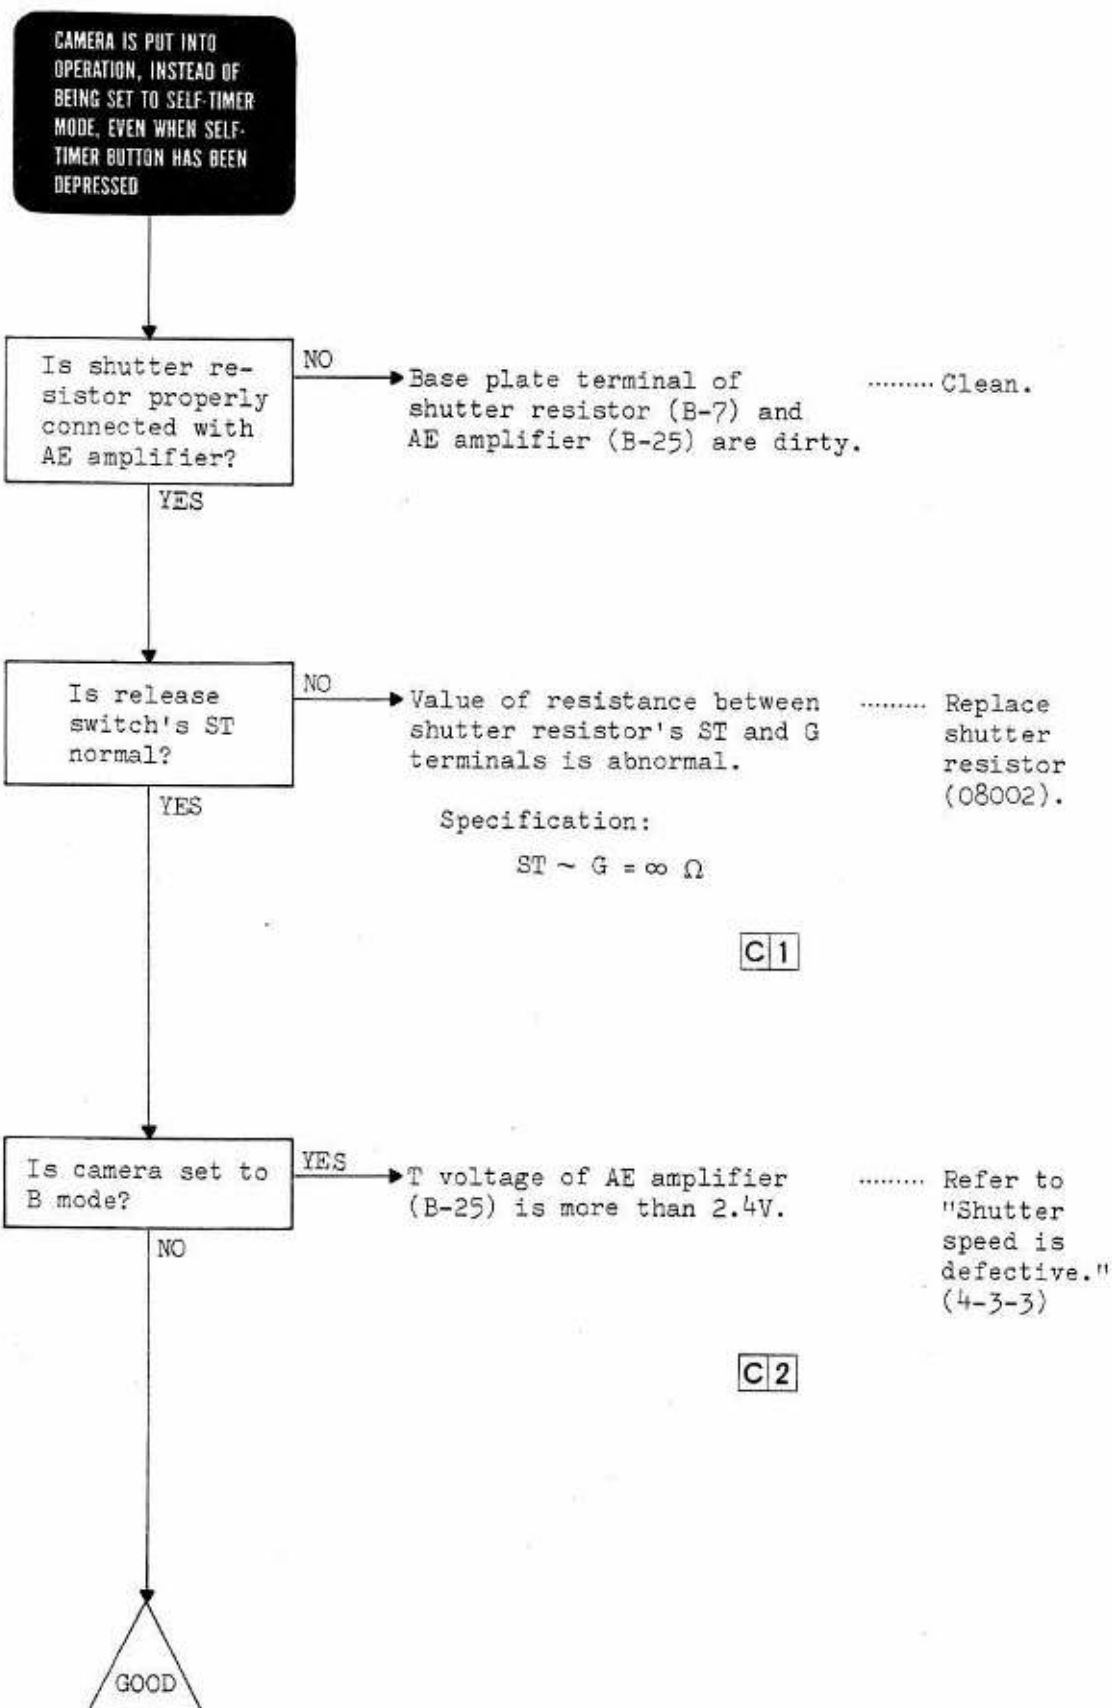 CAMERA IS PUT INTO
OPERATION, INSTEAD OF
BEING SET TO SELF-TIMER
MODE, EVEN WHEN SELF-
TIMER BUTTON HAS BEEN
DEPRESSED
Is shutter re-
sistor properly
connected with
AE amplifier?
NO
Base plate terminal of
shutter resistor (B-7) and
AE amplifier (B-25) are dirty.
......... Clean.
YES
Is release
switch's ST
normal?
NO
Value of resistance between
shutter resistor's ST and G
terminals is abnormal.
Specification:
ST ~ G = ∞ Ω
......... Replace
shutter
resistor
(08002).
YES
C 1
Is camera set to
B mode?
YES
T voltage of AE amplifier
(B-25) is more than 2.4V.
......... Refer to
"Shutter
speed is
defective."
(4-3-3)
NO
C 2
GOOD